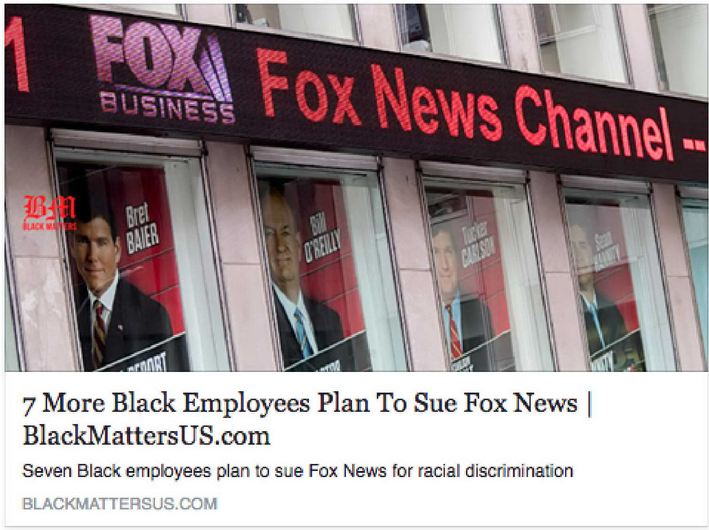 1
FOX
BUSINESS
Fox News Channel --
BM
BLACK MATTERS
Bret
BAIER
Bill
O'REILLY
Tucker
CARLSON
Sean
HANNITY
REPORT
7 More Black Employees Plan To Sue Fox News |
BlackMattersUS.com
Seven Black employees plan to sue Fox News for racial discrimination
BLACKMATTERSUS.COM